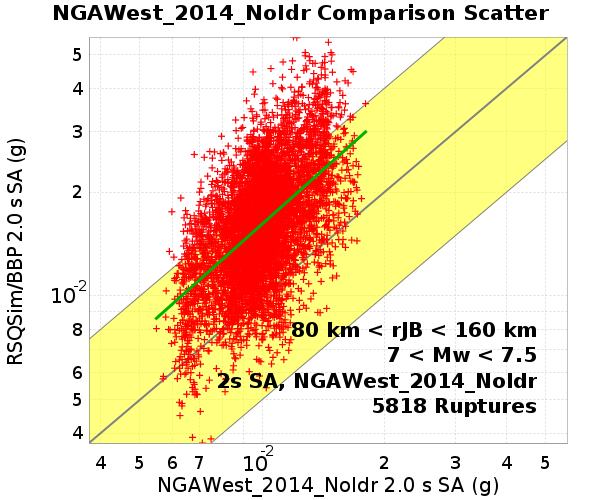 NGAWest_2014_NoIdr Comparison Scatter
RSQSim/BBP 2.0 s SA (g)
5
4
3
2
10-2
8
6
5
4
80 km < rJB < 160 km
7 < Mw < 7.5
2s SA, NGAWest_2014_NoIdr
5818 Ruptures
4 5 6 7 10-2 2 3 4 5
NGAWest_2014_NoIdr 2.0 s SA (g)